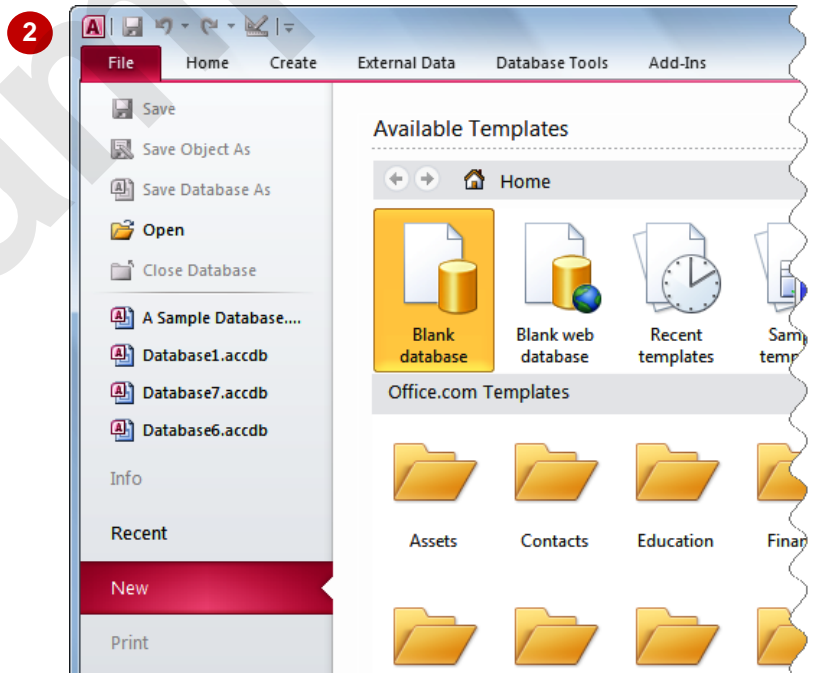 2
A
File Home Create External Data Database Tools Add-Ins
Save
Save Object As
Save Database As
Open
Close Database
A Sample Database....
Database1.accdb
Database7.accdb
Database6.accdb
Info
Recent
New
Print
Available Templates
Home
Blank database
Blank web database
Recent templates
Office.com Templates
Assets
Contacts
Education